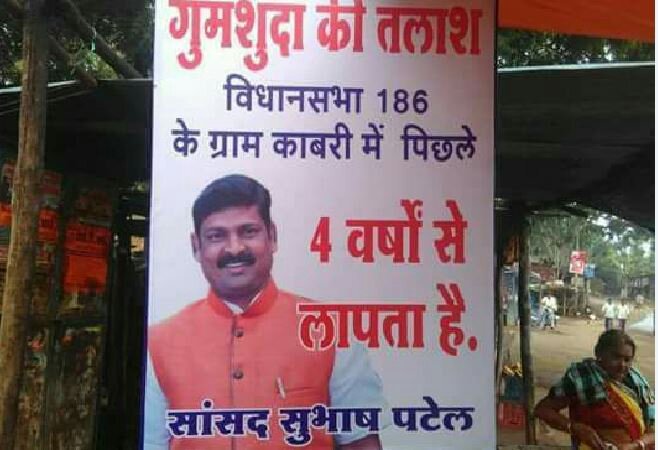 गुमशुदा की तलाश
विधानसभा 186
के ग्राम काबरी में पिछले
4 वर्षो से
लापता है.
सांसद सुभाष पटेल